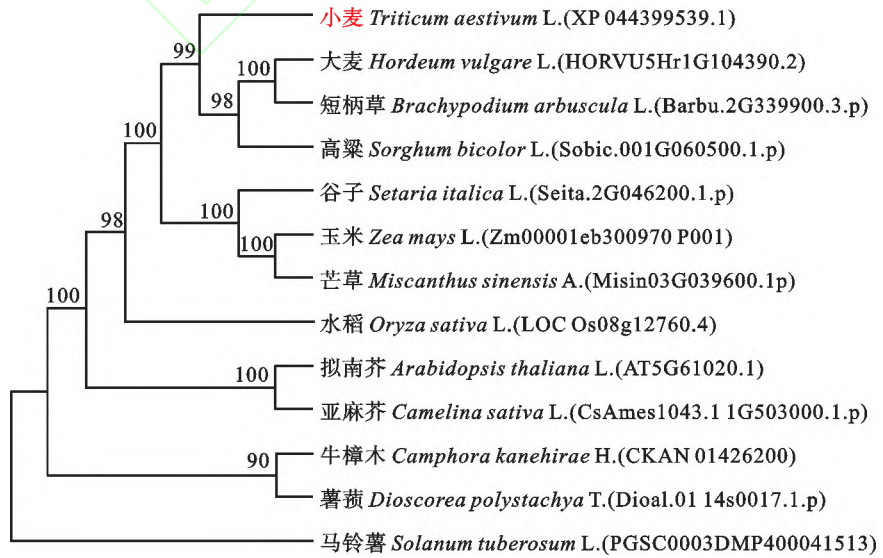 小麦 Triticum aestivum L.(XP 044399539.1)
99
大麦 Hordeum vulgare L.(HORVU5Hr1G104390.2)
100
短柄草 Brachypodium arbuscula L.(Barbu.2G339900.3.p)
98
100
高粱 Sorghum bicolor L.(Sobic.001G060500.1.p)
谷子 Setaria italica L.(Seita.2G046200.1.p)
100
98
玉米 Zea mays L.(Zm00001eb300970 P001)
100
芒草 Miscanthus sinensis A.(Misin03G039600.1p)
100
水稻 Oryza sativa L.(LOC Os08g12760.4)
拟南芥 Arabidopsis thaliana L.(AT5G61020.1)
100
亚麻芥 Camelina sativa L.(CsAmes1043.1 1G503000.1.p)
牛樟木 Camphora kanehirae H.(CKAN 01426200)
90
薯蓣 Dioscorea polystachya T.(Dioal.01 14s0017.1.p)
马铃薯 Solanum tuberosum L.(PGSC0003DMP400041513)